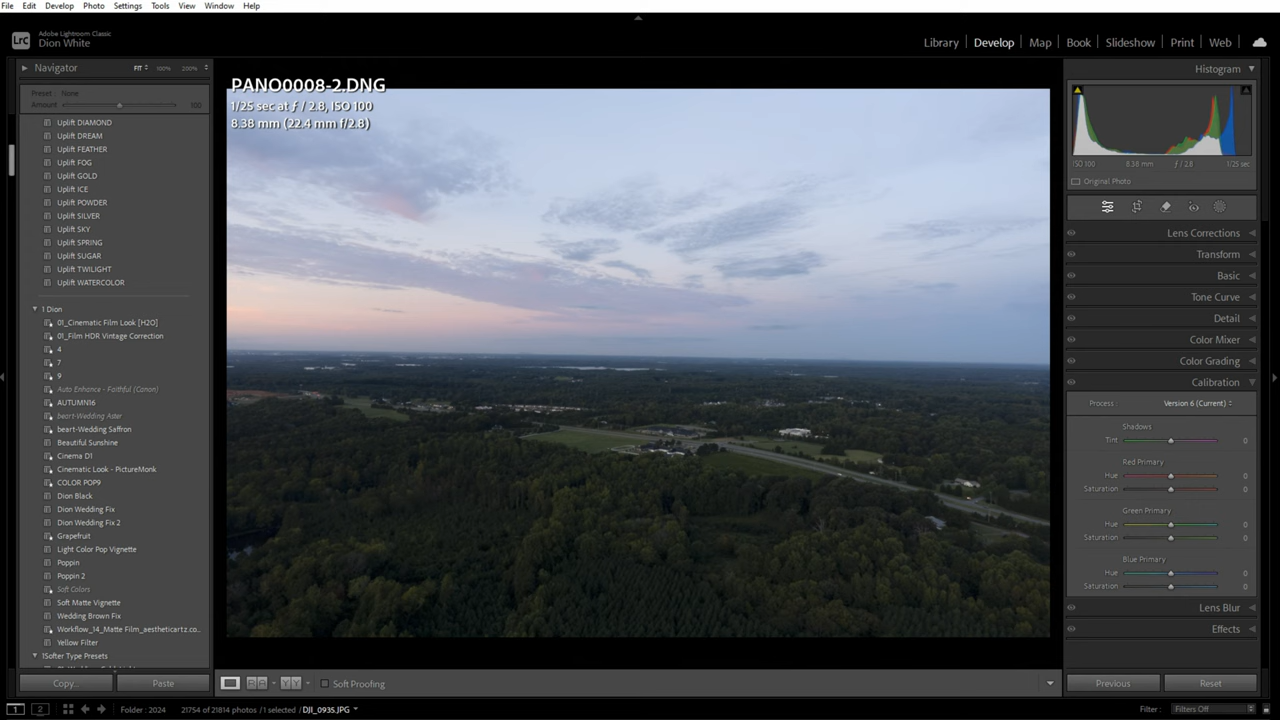 File Edit Develop Photo Settings Tools View Window Help
LrC
Adobe Lightroom Classic
Dion White
Library | Develop | Map | Book | Slideshow | Print | Web
Navigator FIT 100% 200%
Preset : None
Amount 100
Uplift DIAMOND
Uplift DREAM
Uplift FEATHER
Uplift FOG
Uplift GOLD
Uplift ICE
Uplift POWDER
Uplift SILVER
Uplift SKY
Uplift SPRING
Uplift SUGAR
Uplift TWILIGHT
Uplift WATERCOLOR
1 Dion
01_Cinematic Film Look [H2O]
01_Film HDR Vintage Correction
4
7
9
Auto Enhance - Faithful (Canon)
AUTUMN16
beart-Wedding Aster
beart-Wedding Saffron
Beautiful Sunshine
Cinema D1
Cinematic Look - PictureMonk
COLOR POP9
Dion Black
Dion Wedding Fix
Dion Wedding Fix 2
Grapefruit
Light Color Pop Vignette
Poppin
Poppin 2
Soft Colors
Soft Matte Vignette
Wedding Brown Fix
Workflow_14_Matte Film_aestheticartz.co...
Yellow Filter
1Softer Type Presets
Copy... Paste
PANO0008-2.DNG
1/25 sec at ƒ / 2.8, ISO 100
8.38 mm (22.4 mm f/2.8)
Soft Proofing
Histogram
ISO 100 8.38 mm ƒ / 2.8 1/25 sec
Original Photo
Lens Corrections
Transform
Basic
Tone Curve
Detail
Color Mixer
Color Grading
Calibration
Process : Version 6 (Current)
Shadows
Tint 0
Red Primary
Hue 0
Saturation 0
Green Primary
Hue 0
Saturation 0
Blue Primary
Hue 0
Saturation 0
Lens Blur
Effects
Previous Reset
1 2 Folder : 2024 21754 of 21814 photos / 1 selected / DJI_0935.JPG Filter : Filters Off